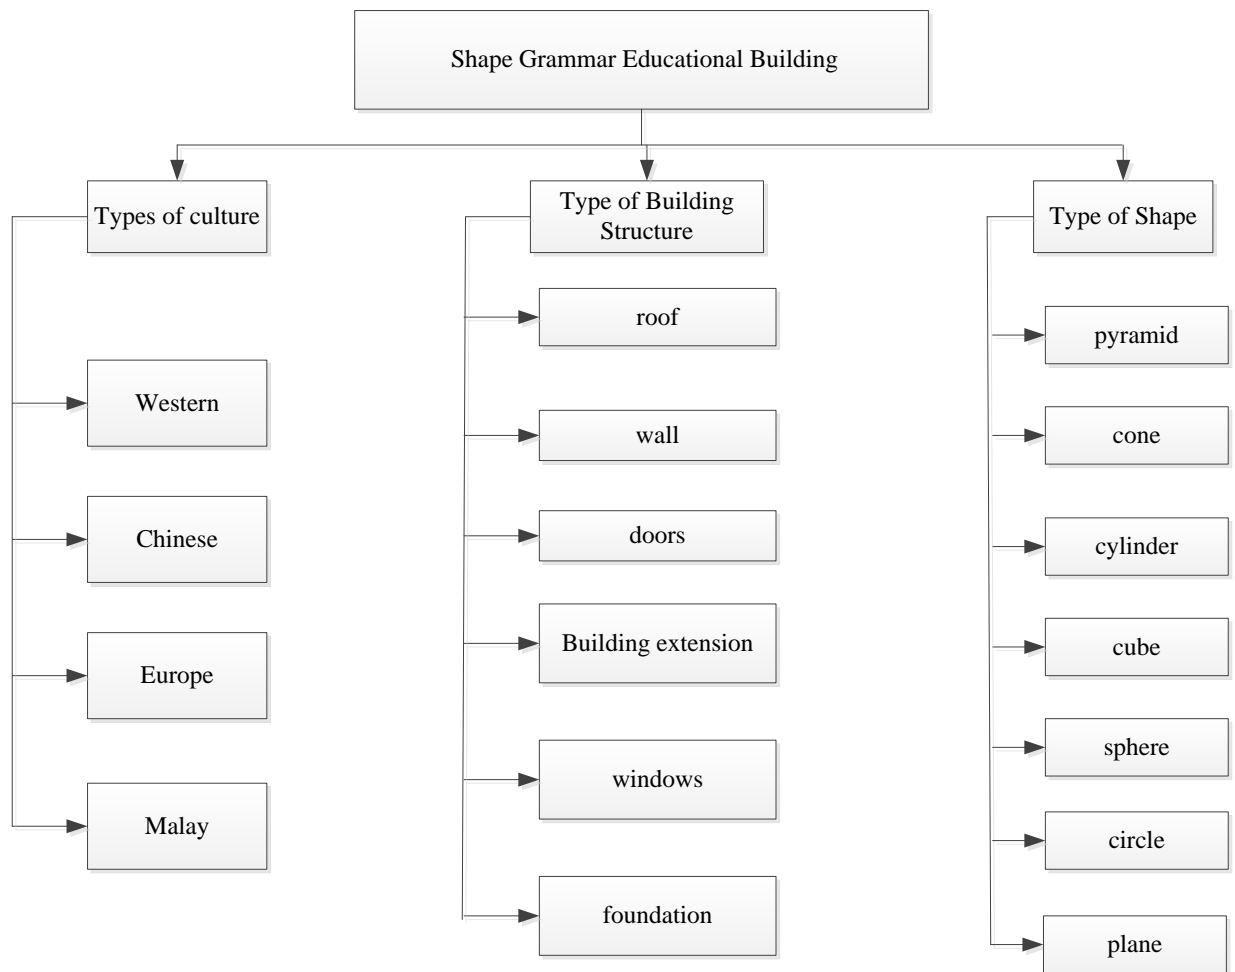 Shape Grammar Educational Building
Types of culture
Western
Chinese
Europe
Malay
Type of Building
Structure
roof
wall
doors
Building extension
windows
foundation
Type of Shape
pyramid
cone
cylinder
cube
sphere
circle
plane